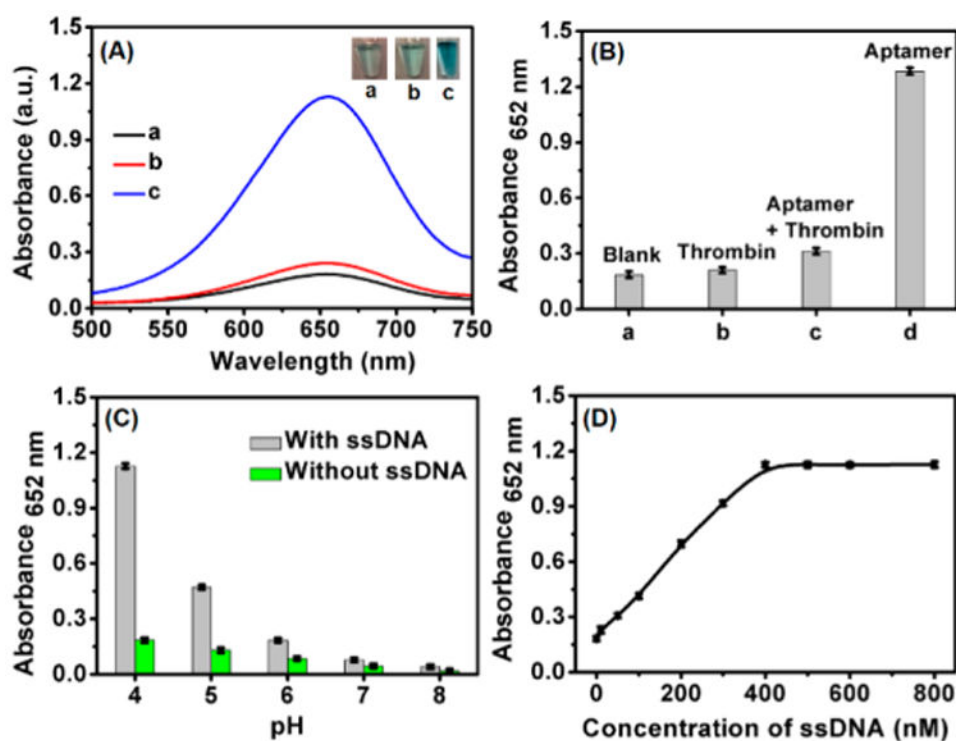 (A)
a b c
a
b
c
Absorbance (a.u.)
1.5
1.2
0.9
0.6
0.3
0.0
500 550 600 650 700 750
Wavelength (nm)
(B)
Aptamer
Aptamer
+ Thrombin
Thrombin
Blank
Absorbance 652 nm
1.5
1.2
0.9
0.6
0.3
0.0
a b c d
(C)
With ssDNA
Without ssDNA
Absorbance 652 nm
1.5
1.2
0.9
0.6
0.3
0.0
4 5 6 7 8
pH
(D)
Absorbance 652 nm
1.5
1.2
0.9
0.6
0.3
0.0
0 200 400 600 800
Concentration of ssDNA (nM)